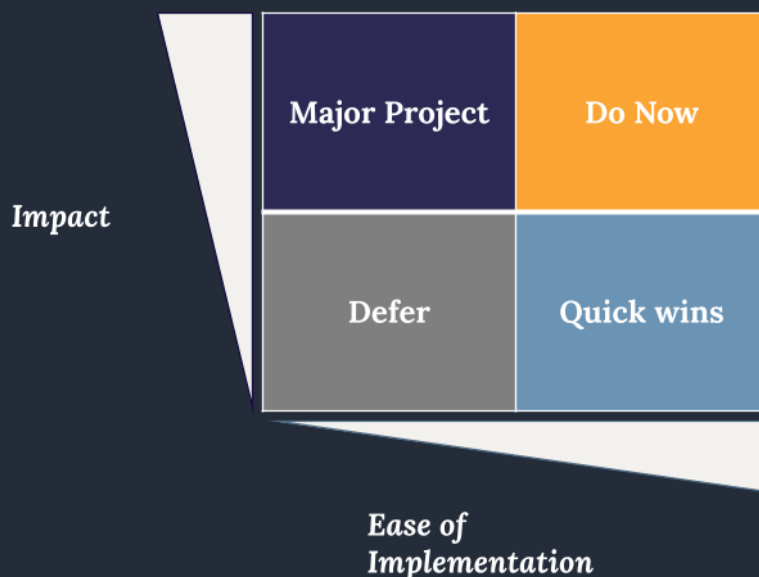 Major Project
Do Now
Impact
Defer
Quick wins
Ease of
Implementation